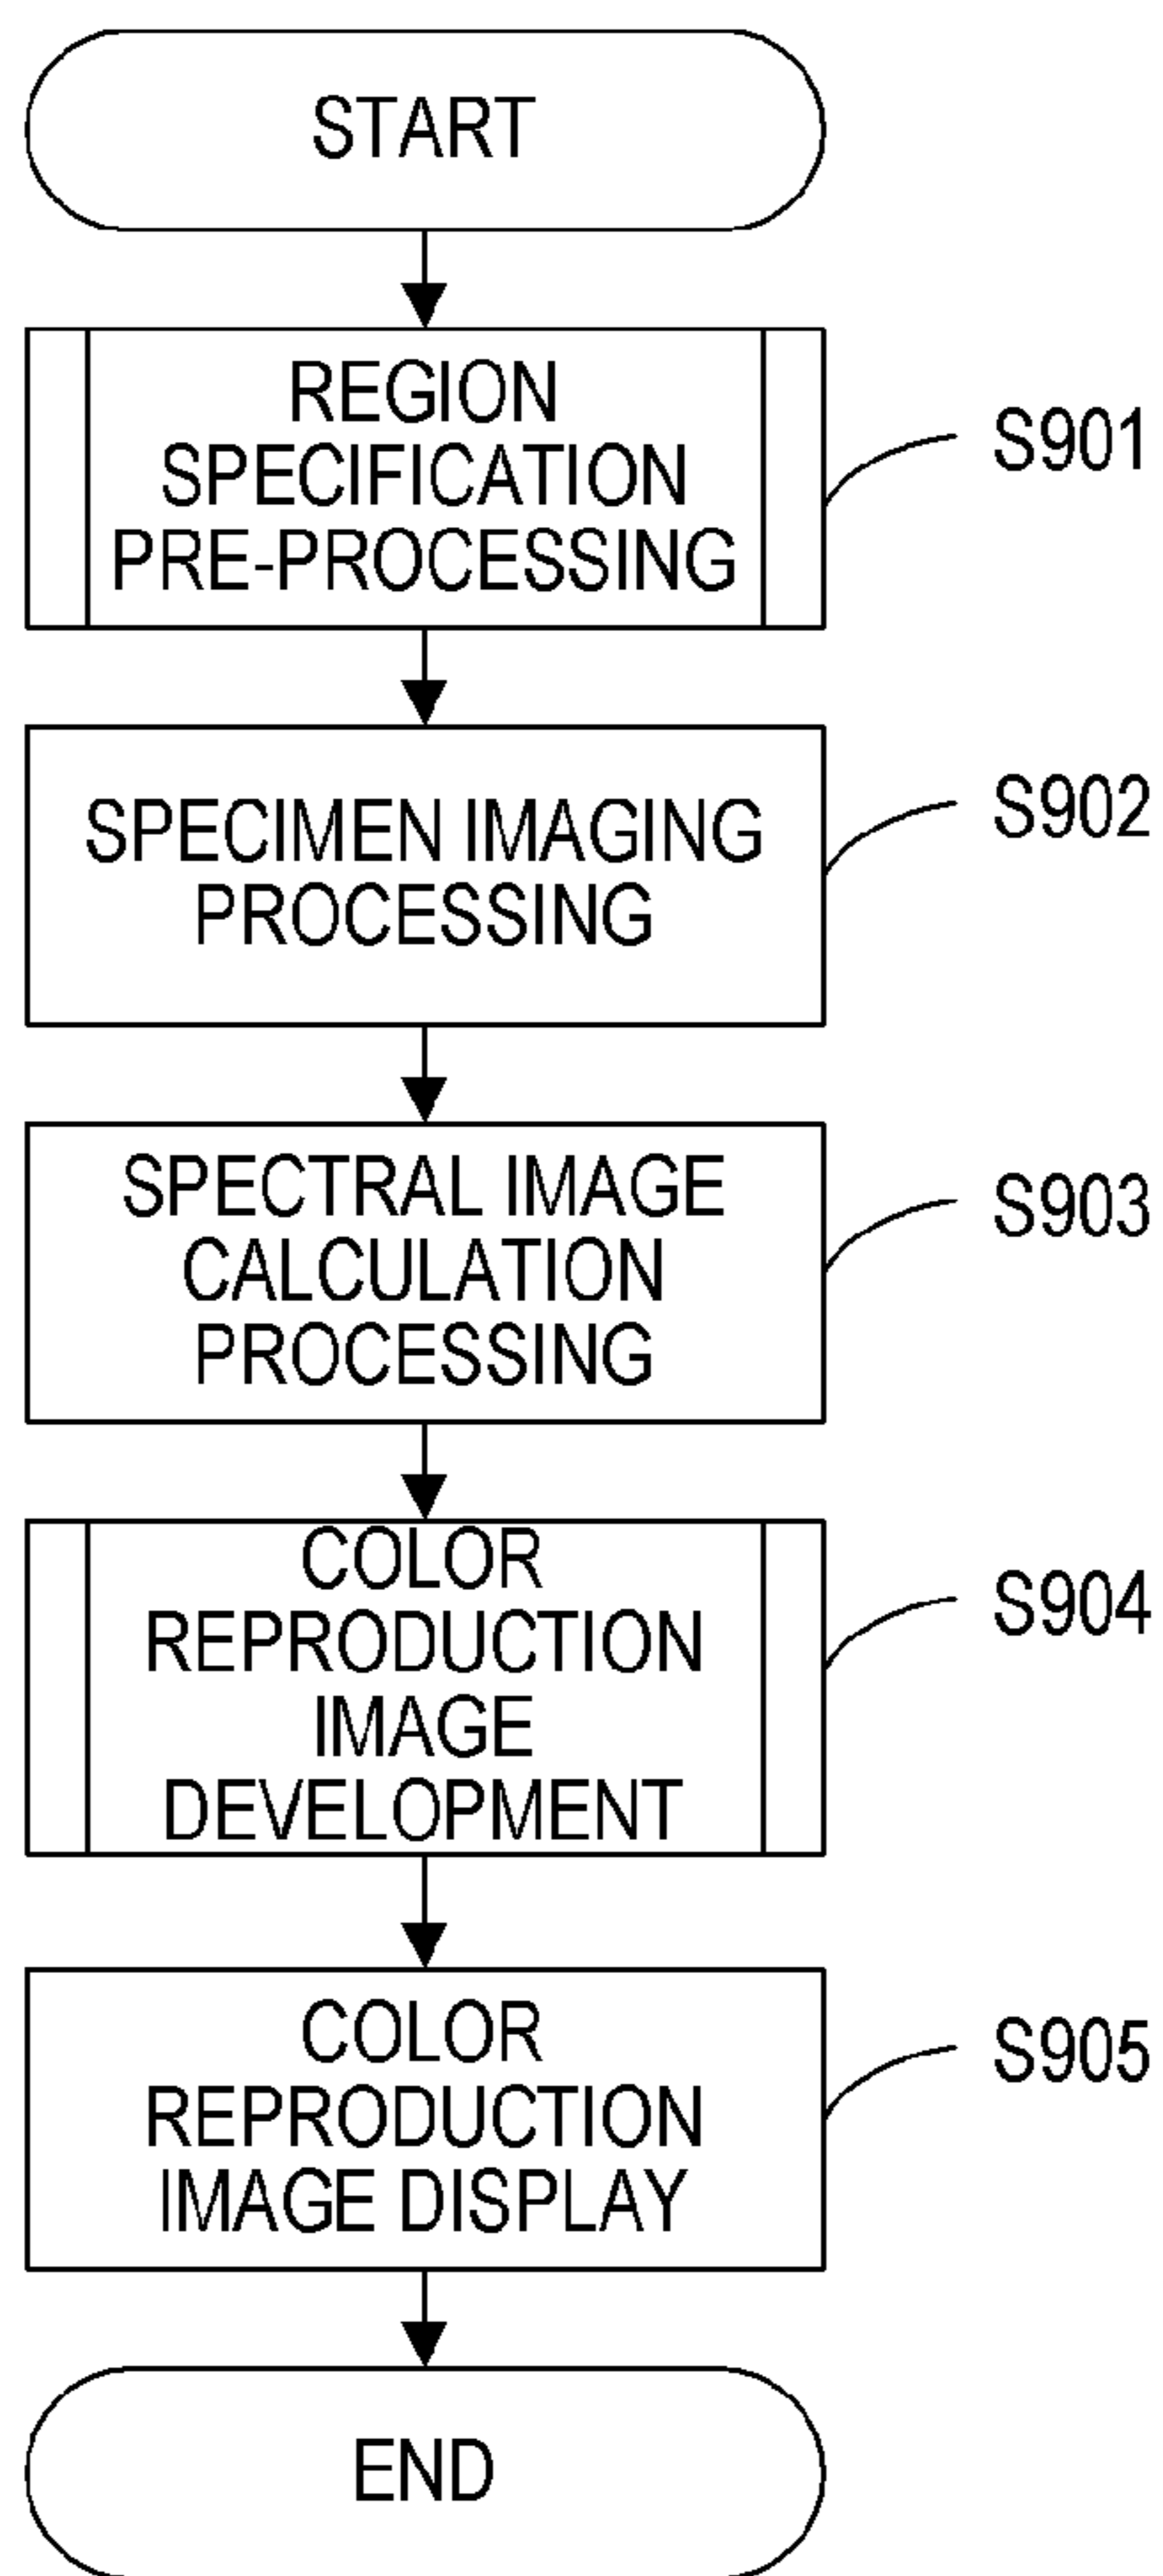 START
REGION
SPECIFICATION
PRE-PROCESSING
S901
SPECIMEN IMAGING
PROCESSING
S902
SPECTRAL IMAGE
CALCULATION
PROCESSING
S903
COLOR
REPRODUCTION
IMAGE
DEVELOPMENT
S904
COLOR
REPRODUCTION
IMAGE DISPLAY
S905
END